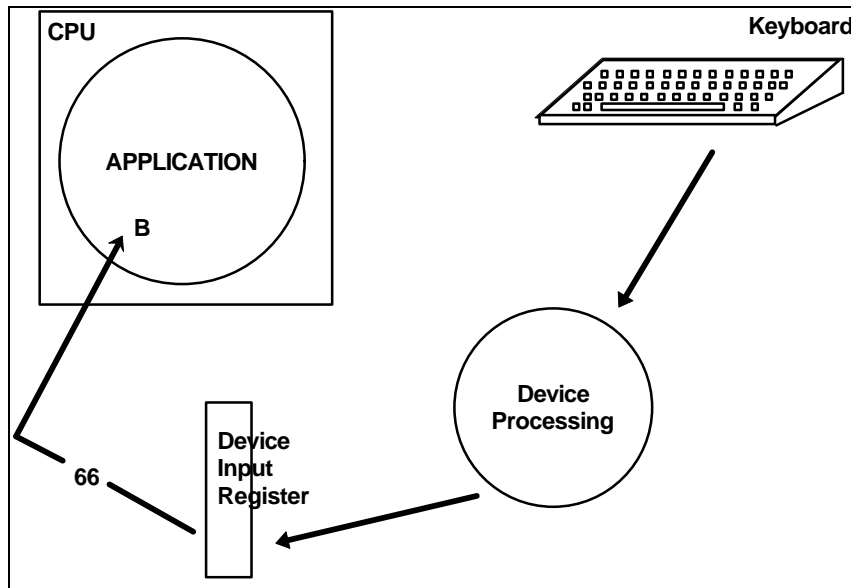 CPU
Keyboard
APPLICATION
B
Device
Processing
Device
Input
Register
66